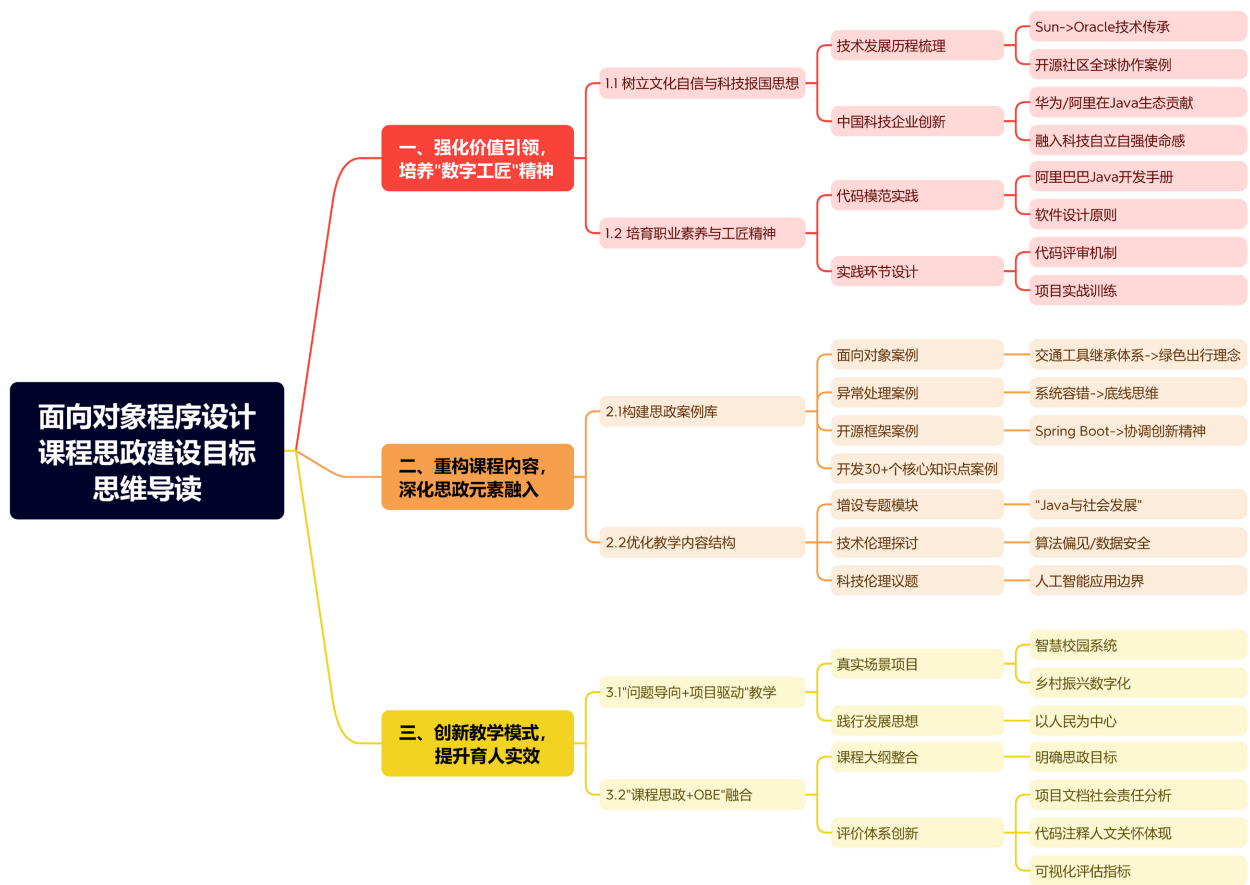 面向对象程序设计
课程思政建设目标
思维导读
一、强化价值引领，
培养"数字工匠"精神
1.1 树立文化自信与科技报国思想
技术发展历程梳理
Sun->Oracle技术传承
开源社区全球协作案例
中国科技企业创新
华为/阿里在Java生态贡献
融入科技自立自强使命感
1.2 培育职业素养与工匠精神
代码模范实践
阿里巴巴Java开发手册
软件设计原则
实践环节设计
代码评审机制
项目实战训练
二、重构课程内容，
深化思政元素融入
2.1构建思政案例库
面向对象案例
交通工具继承体系->绿色出行理念
异常处理案例
系统容错->底线思维
开源框架案例
Spring Boot->协调创新精神
开发30+个核心知识点案例
2.2优化教学内容结构
增设专题模块
"Java与社会发展"
技术伦理探讨
算法偏见/数据安全
科技伦理议题
人工智能应用边界
三、创新教学模式，
提升育人实效
3.1"问题导向+项目驱动"教学
真实场景项目
智慧校园系统
乡村振兴数字化
践行发展思想
以人民为中心
3.2"课程思政+OBE"融合
课程大纲整合
明确思政目标
评价体系创新
项目文档社会责任分析
代码注释人文关怀体现
可视化评估指标